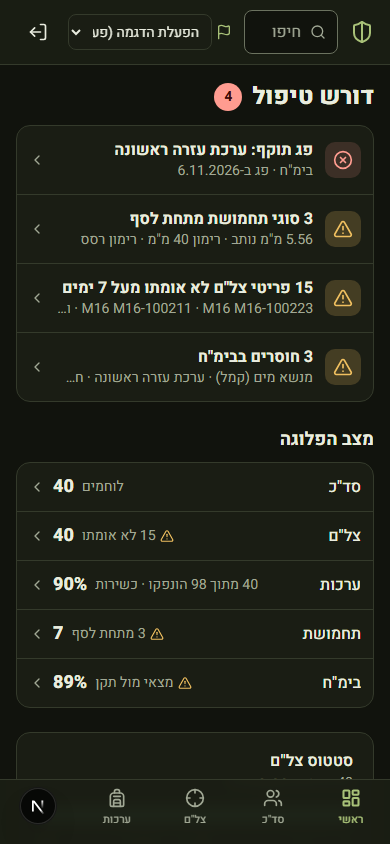 חיפו
הפעלת הדגמה (פע
דורש טיפול 4
פג תוקף: ערכת עזרה ראשונה
בימ"ח · פג ב-6.11.2026
3 סוגי תחמושת מתחת לסף
5.56 מ"מ נותב · רימון 40 מ"מ · רימון רסס
15 פריטי צל"ם לא אומתו מעל 7 ימים
M16 M16-100223 · M16 M16-100211 · ו...
3 חוסרים בבימ"ח
מנשא מים (קמל) · ערכת עזרה ראשונה · ח...
מצב הפלוגה
סד"כ לוחמים 40
צל"ם 15 לא אומתו 40
ערכות 40 מתוך 98 הונפקו · כשירות 90%
תחמושת 3 מתחת לסף 7
בימ"ח מצאי מול תקן 89%
סטטוס צל"ם
ראשי
סד"כ
צל"ם
ערכות
N